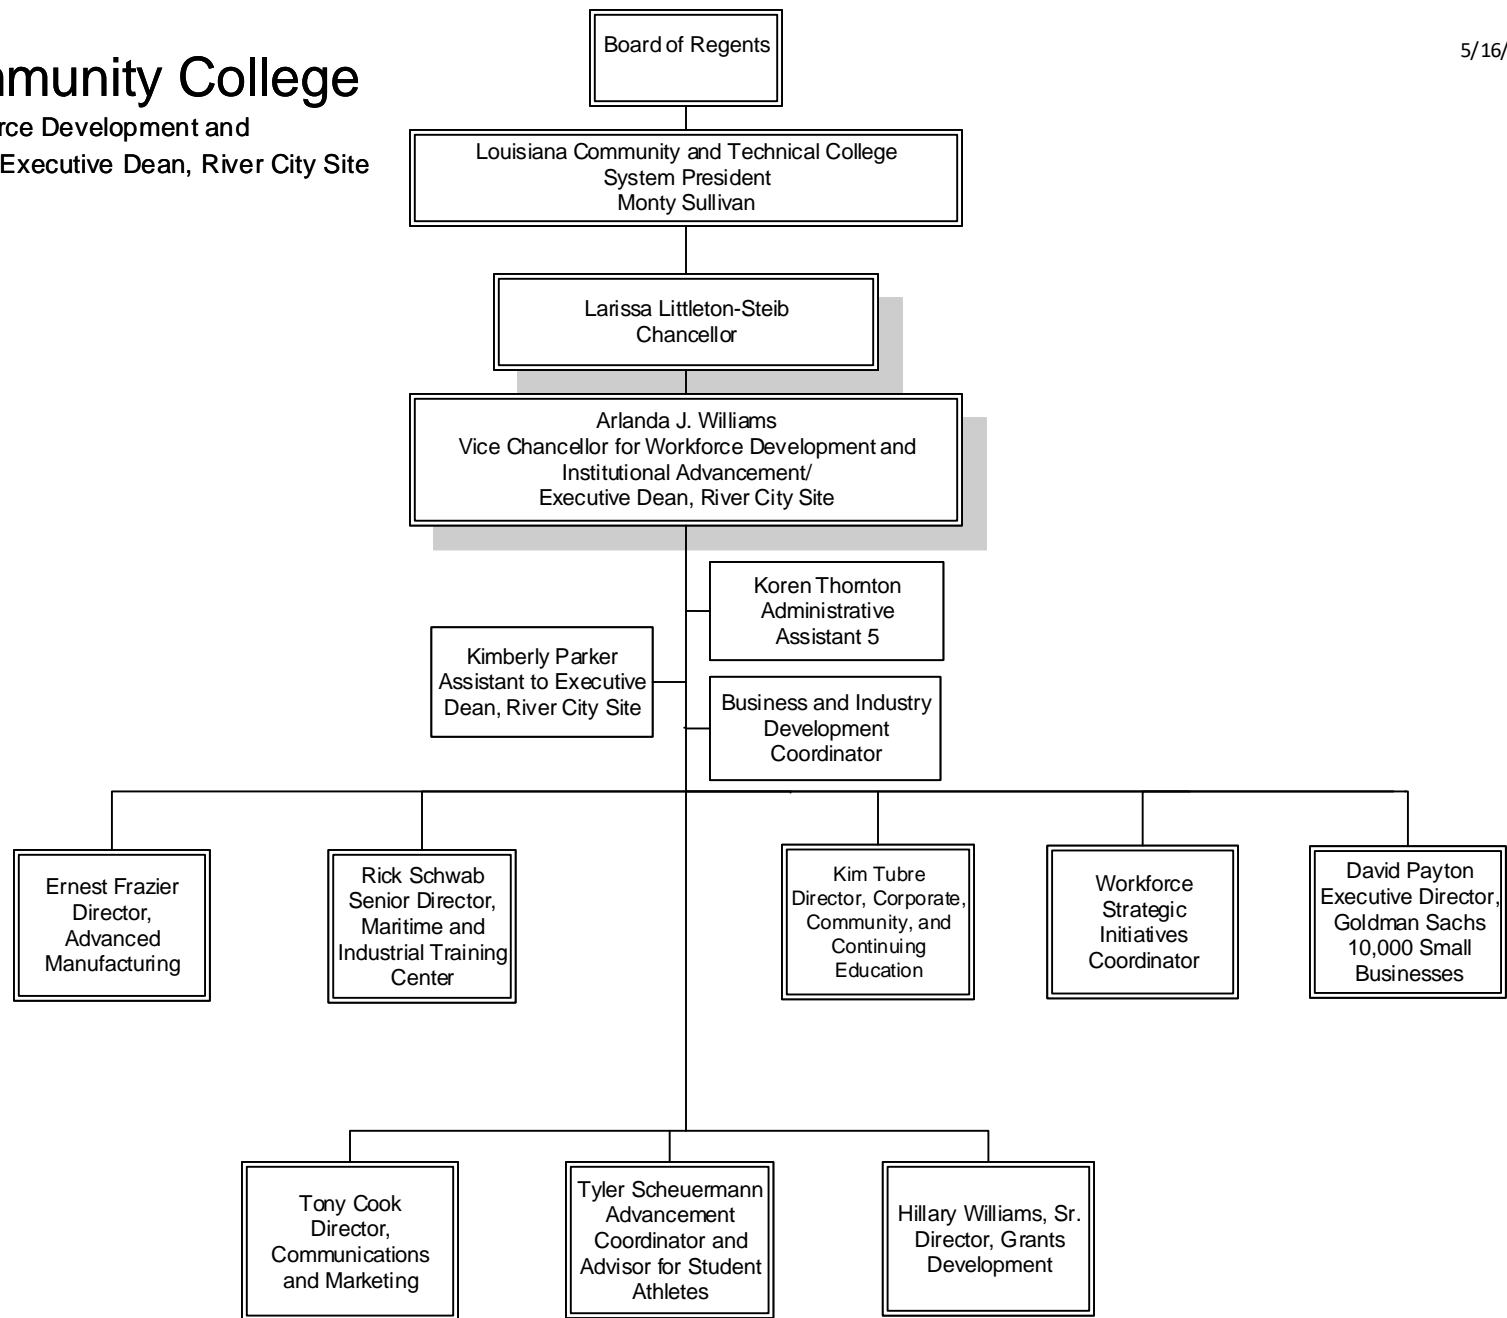 Board of Regents
5/16/
mmunity College
rce Development and
Executive Dean, River City Site
Louisiana Community and Technical College
System President
Monty Sullivan
Larissa Littleton-Steib
Chancellor
Arlanda J. Williams
Vice Chancellor for Workforce Development and
Institutional Advancement/
Executive Dean, River City Site
Koren Thornton
Administrative
Assistant 5
Kimberly Parker
Assistant to Executive
Dean, River City Site
Business and Industry
Development
Coordinator
Ernest Frazier
Director,
Advanced
Manufacturing
Rick Schwab
Senior Director,
Maritime and
Industrial Training
Center
Kim Tubre
Director, Corporate,
Community, and
Continuing
Education
Workforce
Strategic
Initiatives
Coordinator
David Payton
Executive Director,
Goldman Sachs
10,000 Small
Businesses
Tony Cook
Director,
Communications
and Marketing
Tyler Scheuermann
Advancement
Coordinator and
Advisor for Student
Athletes
Hillary Williams, Sr.
Director, Grants
Development